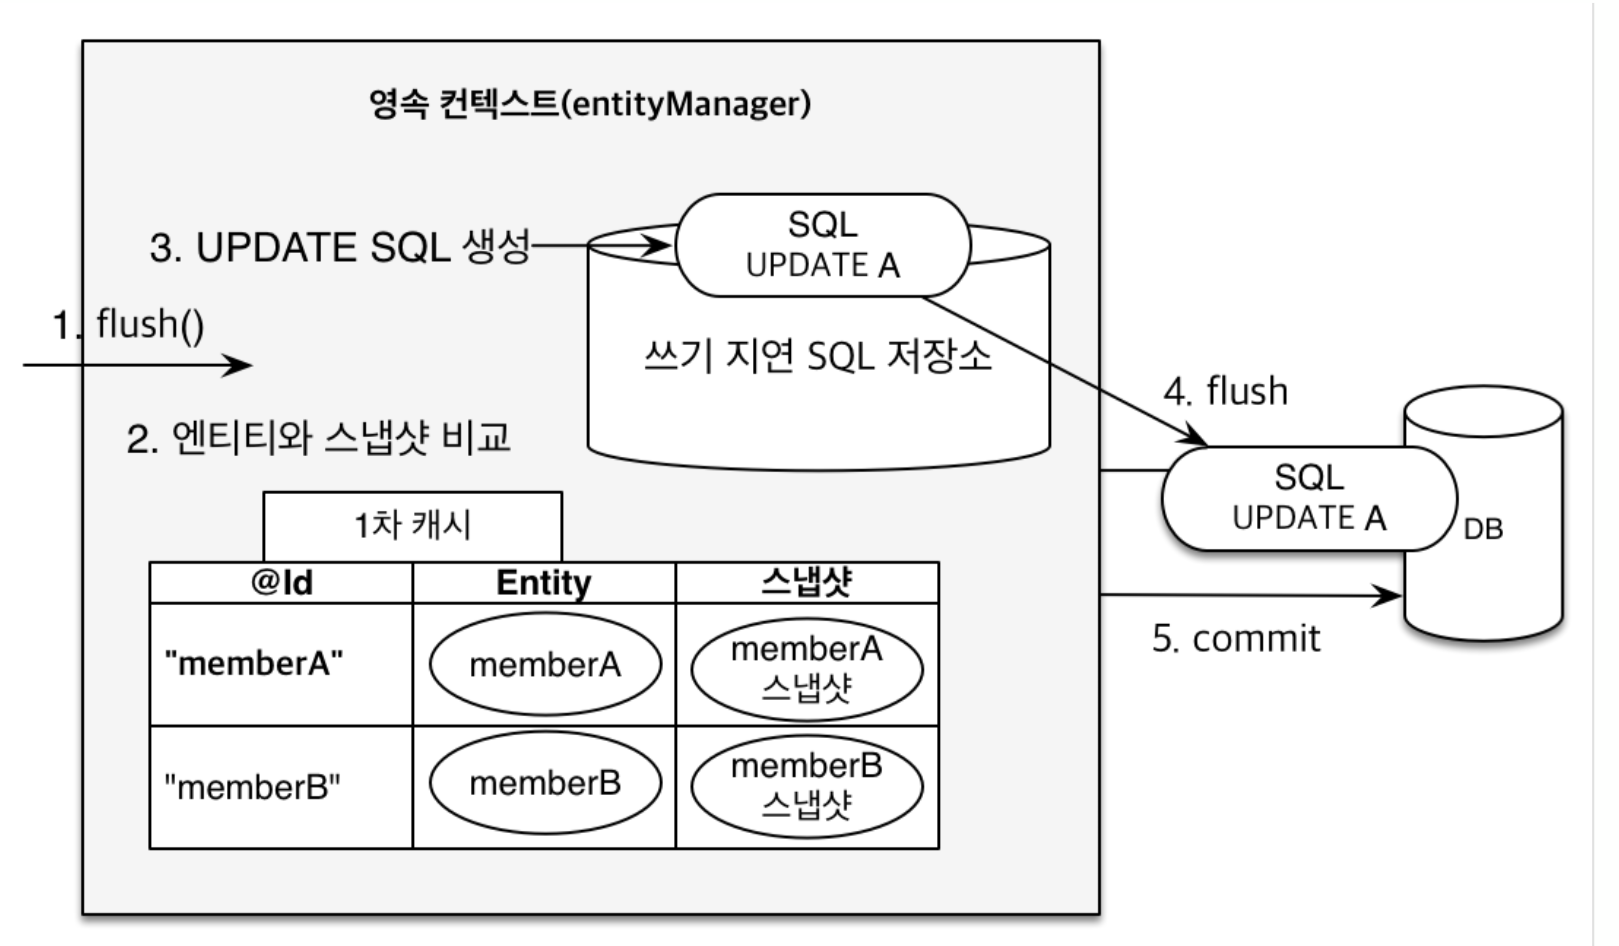 영속 컨텍스트(entityManager)
3. UPDATE SQL 생성
SQL
UPDATE A
1. flush()
쓰기 지연 SQL 저장소
4. flush
2. 엔티티와 스냅샷 비교
SQL
UPDATE A
DB
1차 캐시
@Id Entity 스냅샷
5. commit
"memberA" memberA memberA
스냅샷
"memberB" memberB memberB
스냅샷